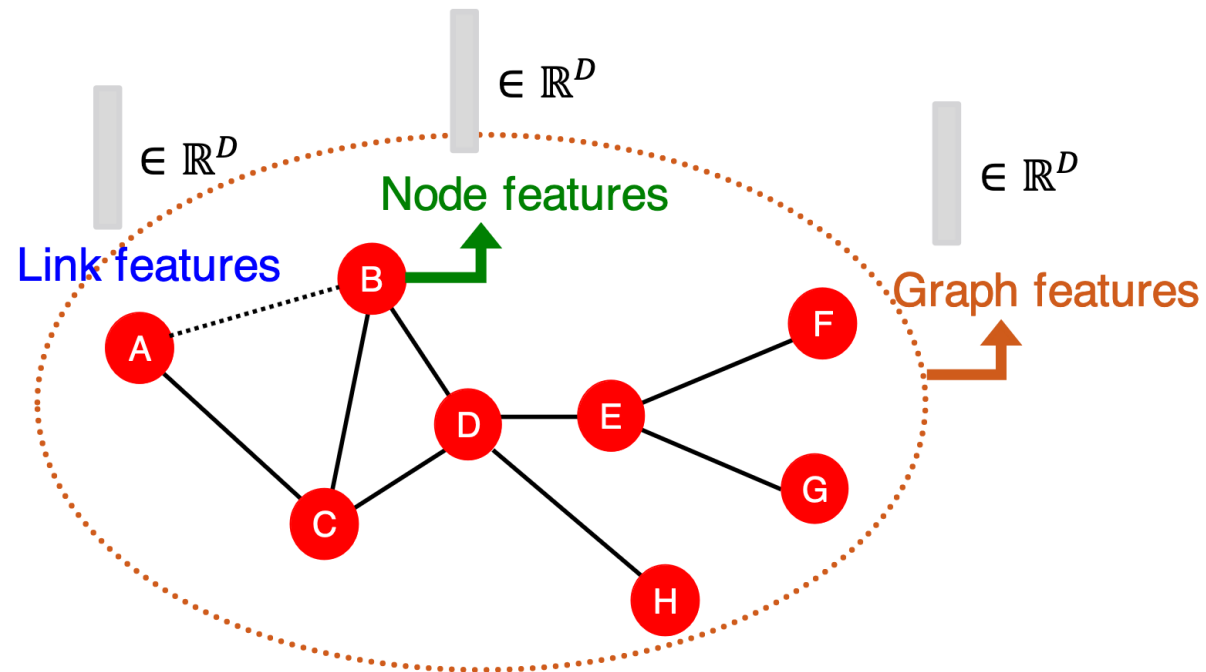 ∈ ℝ^D
∈ ℝ^D
∈ ℝ^D
Node features
Link features
Graph features
B
A
F
D
E
G
C
H